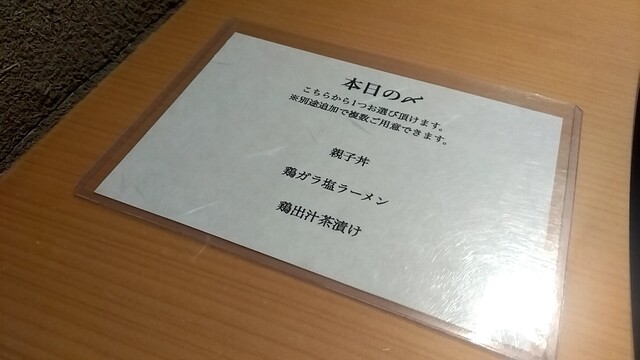 本日の〆
こちらから1つお選び頂けます。
※別途追加で複数ご用意できます。
親子丼
鶏ガラ塩ラーメン
鶏出汁茶漬け